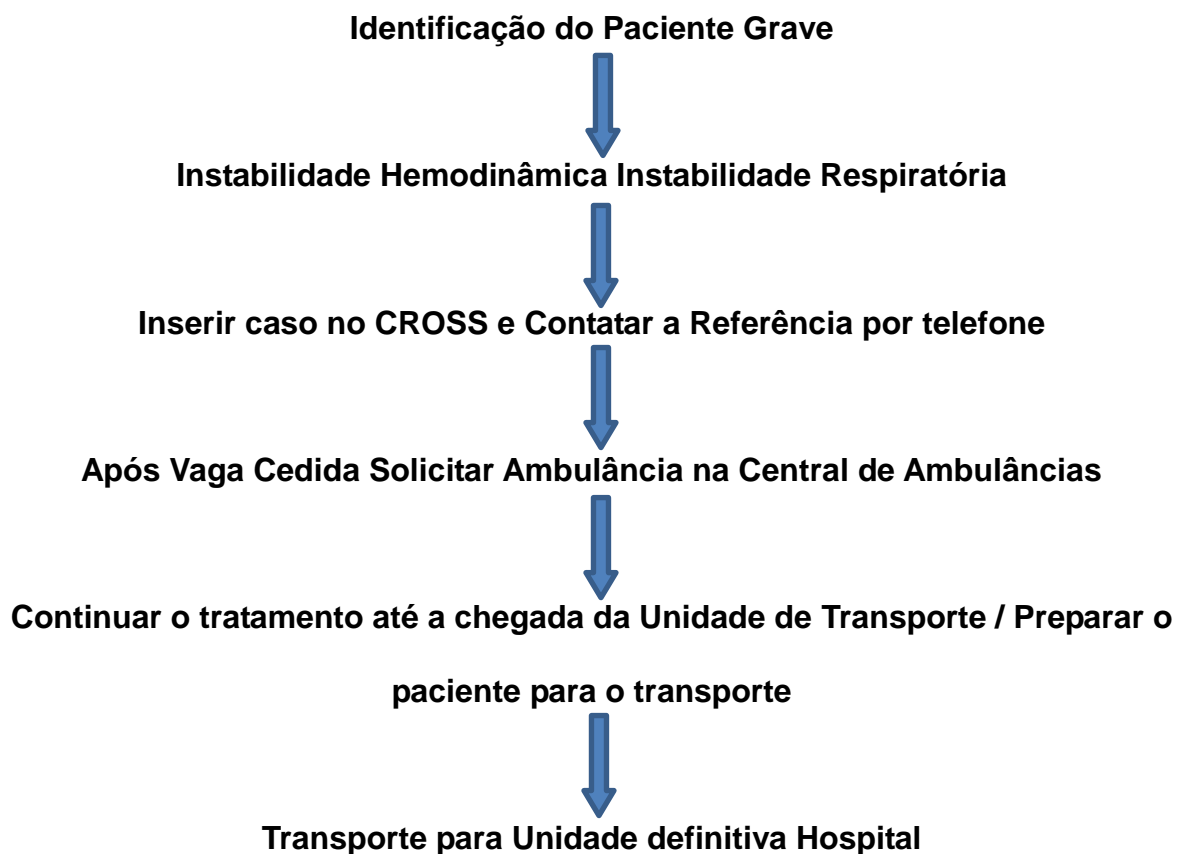 Identificação do Paciente Grave
Instabilidade Hemodinâmica Instabilidade Respiratória
Inserir caso no CROSS e Contatar a Referência por telefone
Após Vaga Cedida Solicitar Ambulância na Central de Ambulâncias
Continuar o tratamento até a chegada da Unidade de Transporte / Preparar o
paciente para o transporte
Transporte para Unidade definitiva Hospital